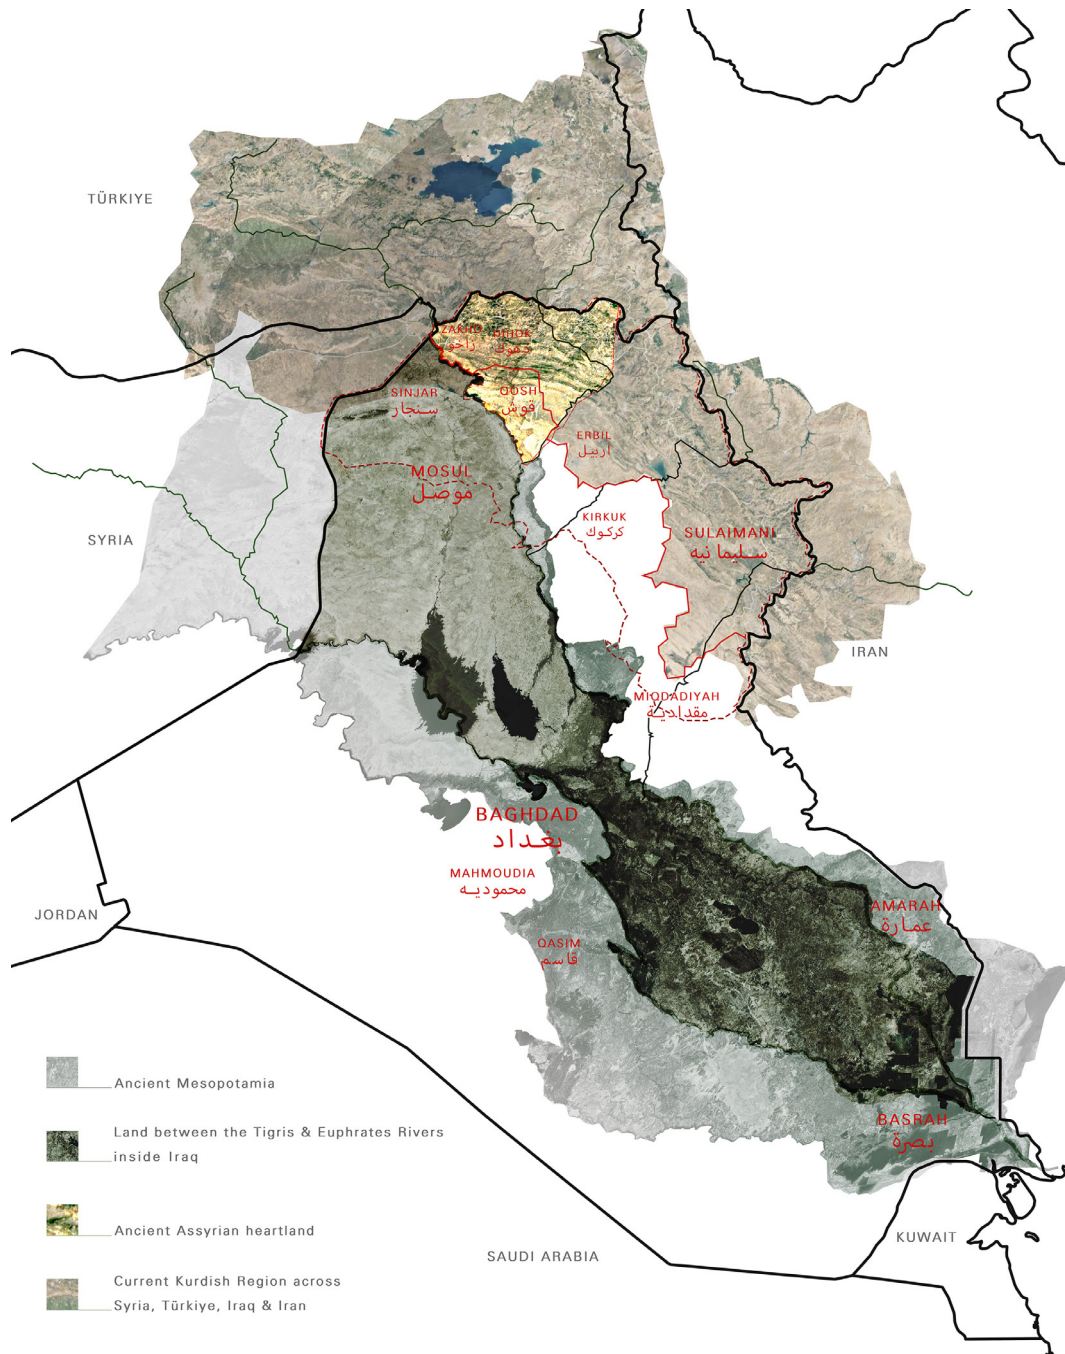 TÜRKIYE
ZAKHO
زاخو
DUHOK
دهوك
SINJAR
سنجار
QOSH
قوش
ERBIL
اربيل
MOSUL
موصل
KIRKUK
كركوك
SYRIA
SULAIMANI
سليمانيه
IRAN
MIQDADIYAH
مقدادية
BAGHDAD
بغداد
MAHMOUDIA
محموديه
JORDAN
AMARAH
عمارة
QASIM
قاسم
Ancient Mesopotamia
Land between the Tigris & Euphrates Rivers
inside Iraq
BASRAH
بصرة
Ancient Assyrian heartland
KUWAIT
SAUDI ARABIA
Current Kurdish Region across
Syria, Türkiye, Iraq & Iran